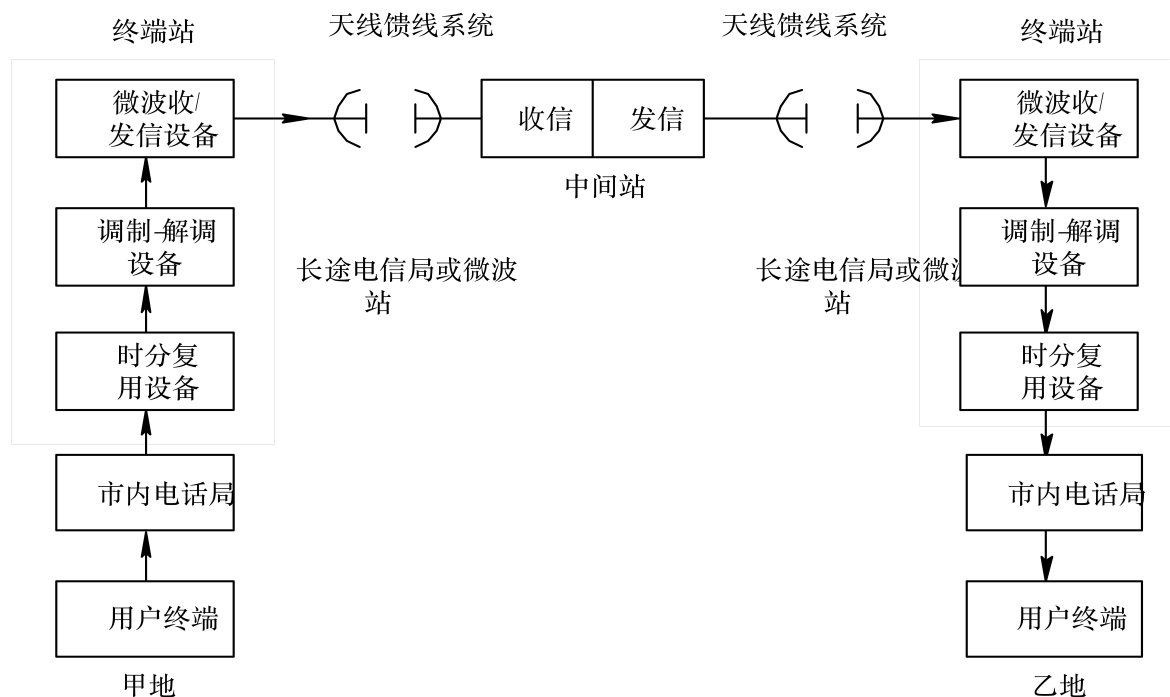 终端站
天线馈线系统
天线馈线系统
终端站
微波收/
发信设备
收信
发信
微波收/
发信设备
中间站
调制-解调
设备
长途电信局或微波
站
长途电信局或微波
站
调制-解调
设备
时分复
用设备
时分复
用设备
市内电话局
市内电话局
用户终端
用户终端
甲地
乙地